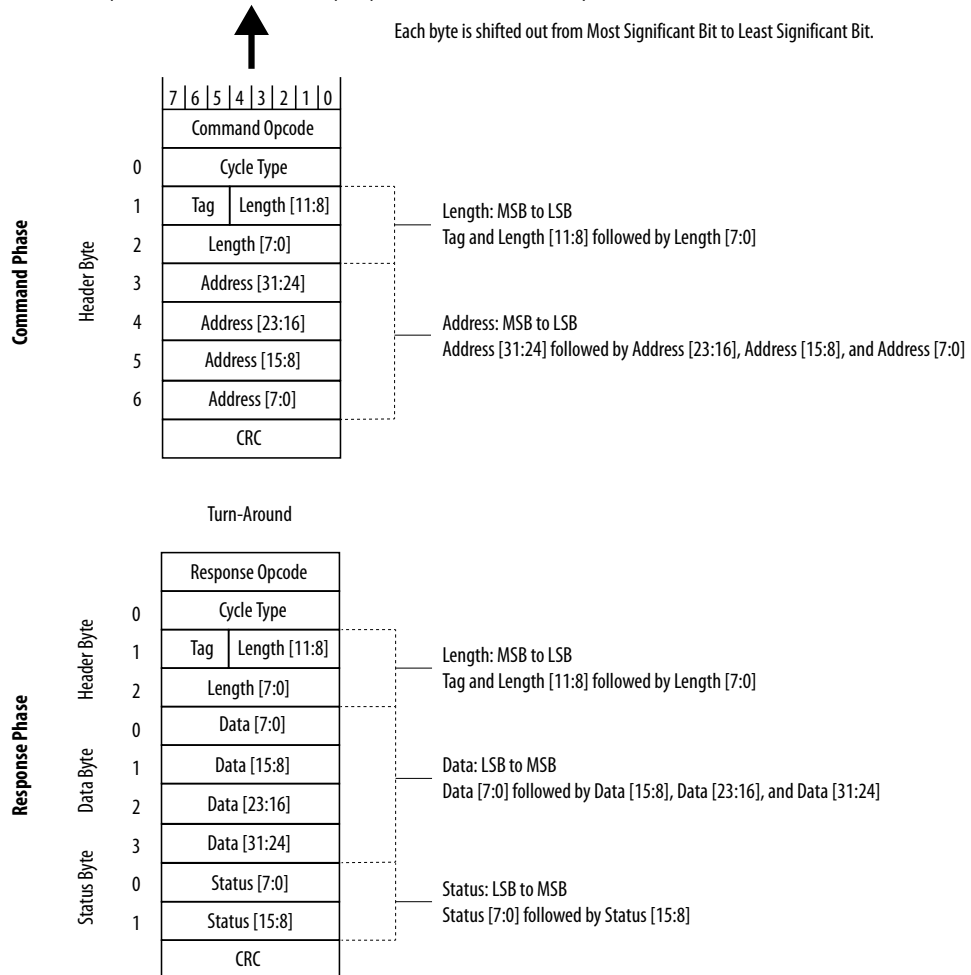 Each byte is shifted out from Most Significant Bit to Least Significant Bit.
7 6 5 4 3 2 1 0
Command Opcode
0 Cycle Type
1 Tag Length [11:8]
2 Length [7:0]
3 Address [31:24]
4 Address [23:16]
5 Address [15:8]
6 Address [7:0]
CRC
Command Phase
Header Byte
Length: MSB to LSB
Tag and Length [11:8] followed by Length [7:0]
Address: MSB to LSB
Address [31:24] followed by Address [23:16], Address [15:8], and Address [7:0]
Turn-Around
Response Opcode
0 Cycle Type
1 Tag Length [11:8]
2 Length [7:0]
0 Data [7:0]
1 Data [15:8]
2 Data [23:16]
3 Data [31:24]
0 Status [7:0]
1 Status [15:8]
CRC
Response Phase
Header Byte
Data Byte
Status Byte
Length: MSB to LSB
Tag and Length [11:8] followed by Length [7:0]
Data: LSB to MSB
Data [7:0] followed by Data [15:8], Data [23:16], and Data [31:24]
Status: LSB to MSB
Status [7:0] followed by Status [15:8]